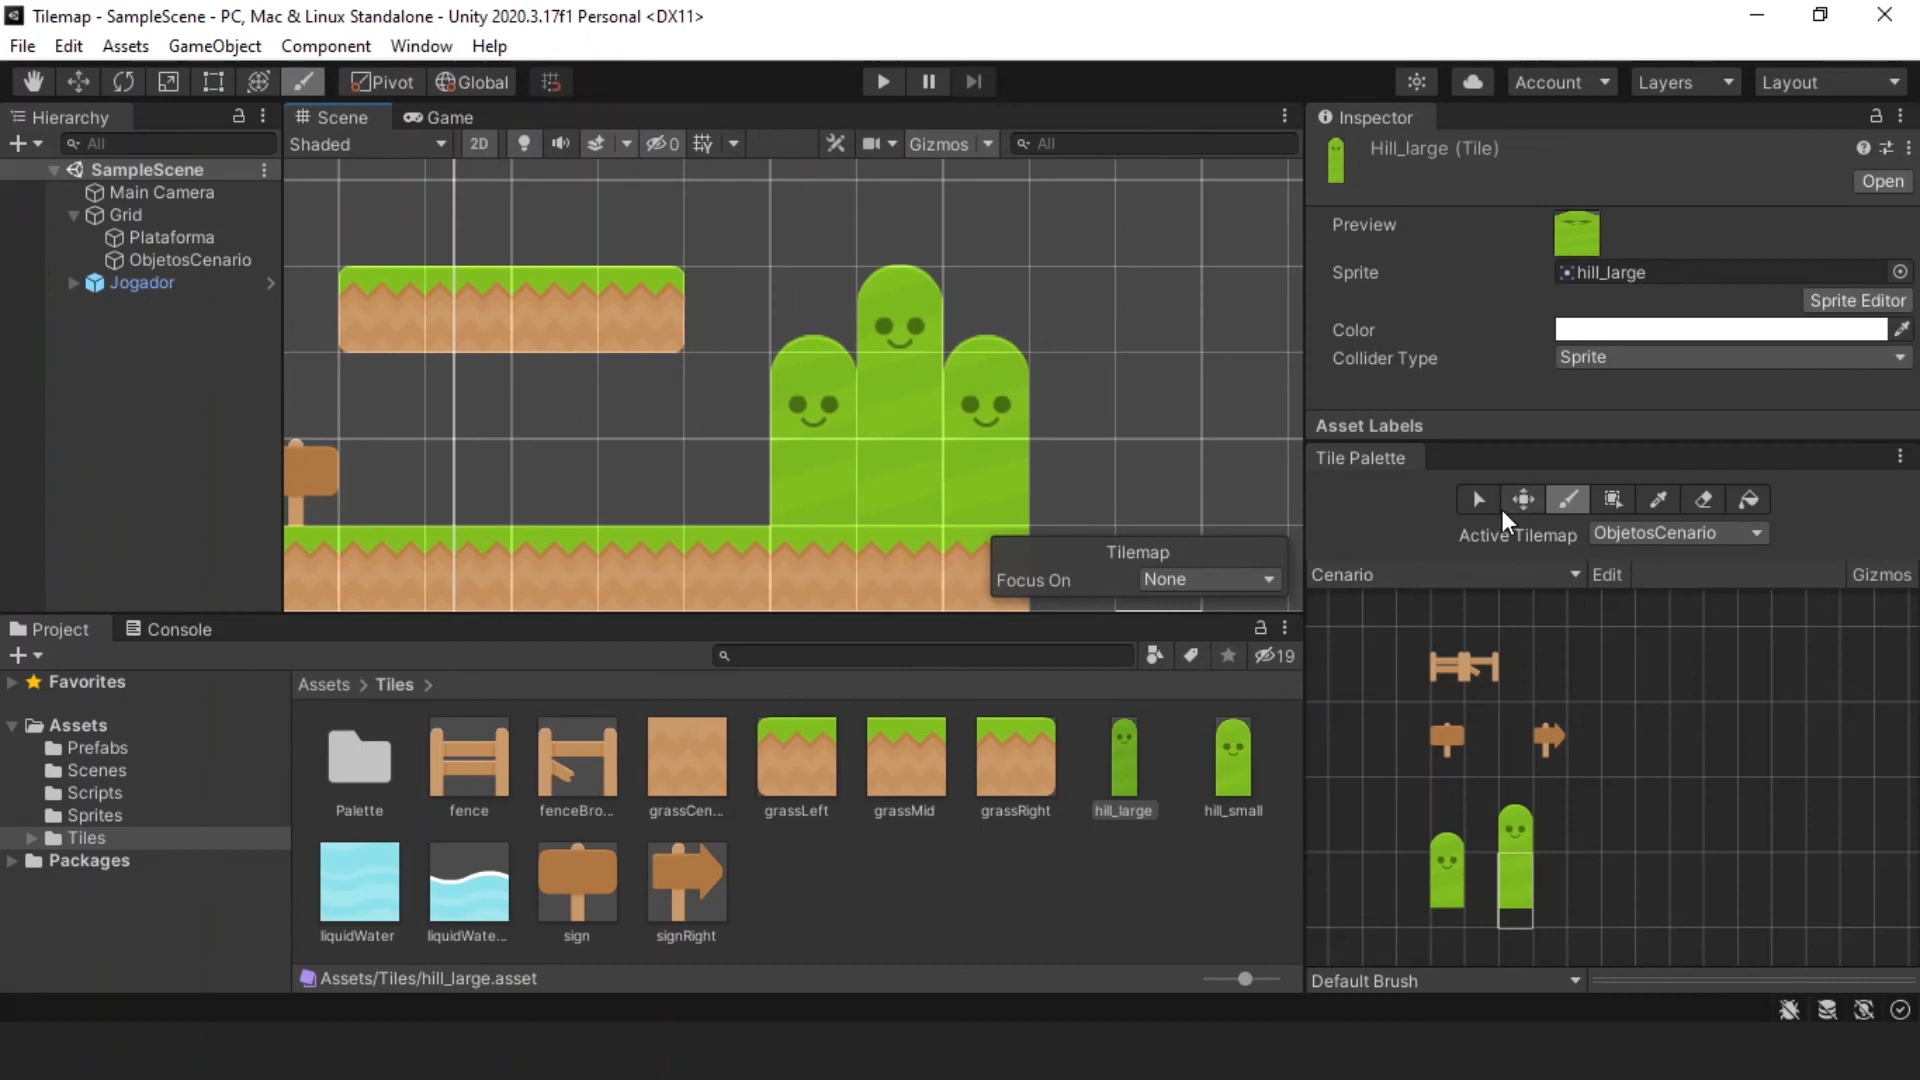 Tilemap - SampleScene - PC, Mac & Linux Standalone - Unity 2020.3.17f1 Personal <DX11>
File Edit Assets GameObject Component Window Help
Pivot Global Account Layers Layout
Hierarchy
All
SampleScene
Main Camera
Grid
Plataforma
ObjetosCenario
Jogador
Scene Game
Shaded 2D 0 Gizmos All
Tilemap
Focus On None
Inspector
Hill_large (Tile)
Open
Preview
Sprite hill_large
Sprite Editor
Color
Collider Type Sprite
Asset Labels
Tile Palette
Active Tilemap ObjetosCenario
Cenario Edit Gizmos
Default Brush
Project Console
19
Favorites
Assets
Prefabs
Scenes
Scripts
Sprites
Tiles
Packages
Assets > Tiles >
Palette fence fenceBro... grassCen... grassLeft grassMid grassRight hill_large hill_small
liquidWater liquidWate... sign signRight
Assets/Tiles/hill_large.asset